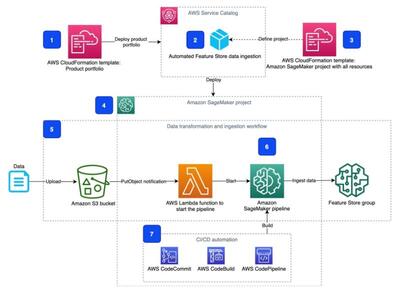 AWS Service Catalog
1
Deploy product
portfolio
AWS CloudFormation template:
Product portfolio
2
Automated Feature Store data ingestion
Define project
3
AWS CloudFormation template:
Amazon SageMaker project with all resources
Deploy
4
Amazon SageMaker project
5
Data transformation and ingestion workflow
6
Data
Upload
Amazon S3 bucket
PutObject notification
AWS Lambda function to
start the pipeline
Start
Amazon
SageMaker pipeline
Ingest data
Feature Store group
Build
7
CI/CD automation
AWS CodeCommit
AWS CodeBuild
AWS CodePipeline